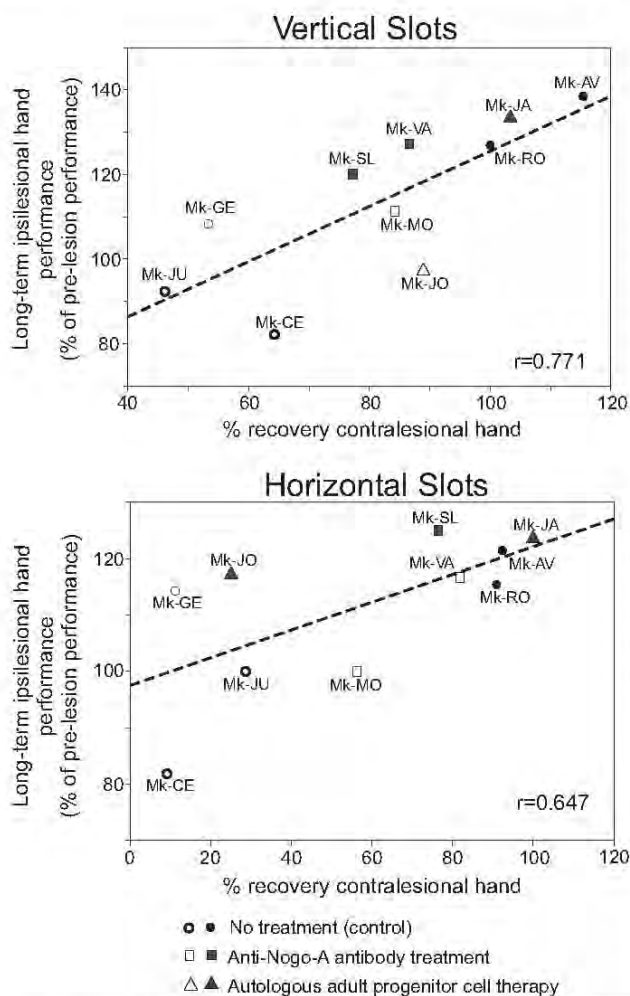 Vertical Slots
Long-term ipsilesional hand
performance
(% of pre-lesion performance)
140
120
100
80
Mk-AV
Mk-JA
Mk-VA
Mk-RO
Mk-SL
Mk-GE
Mk-MO
Mk-JU
Mk-JO
Mk-CE
r=0.771
40 60 80 100 120
% recovery contralesional hand
Horizontal Slots
Long-term ipsilesional hand
performance
(% of pre-lesion performance)
120
100
80
Mk-SL
Mk-JA
Mk-JO
Mk-VA
Mk-AV
Mk-GE
Mk-RO
Mk-JU
Mk-MO
Mk-CE
r=0.647
0 20 40 60 80 100 120
% recovery contralesional hand
No treatment (control)
Anti-Nogo-A antibody treatment
Autologous adult progenitor cell therapy